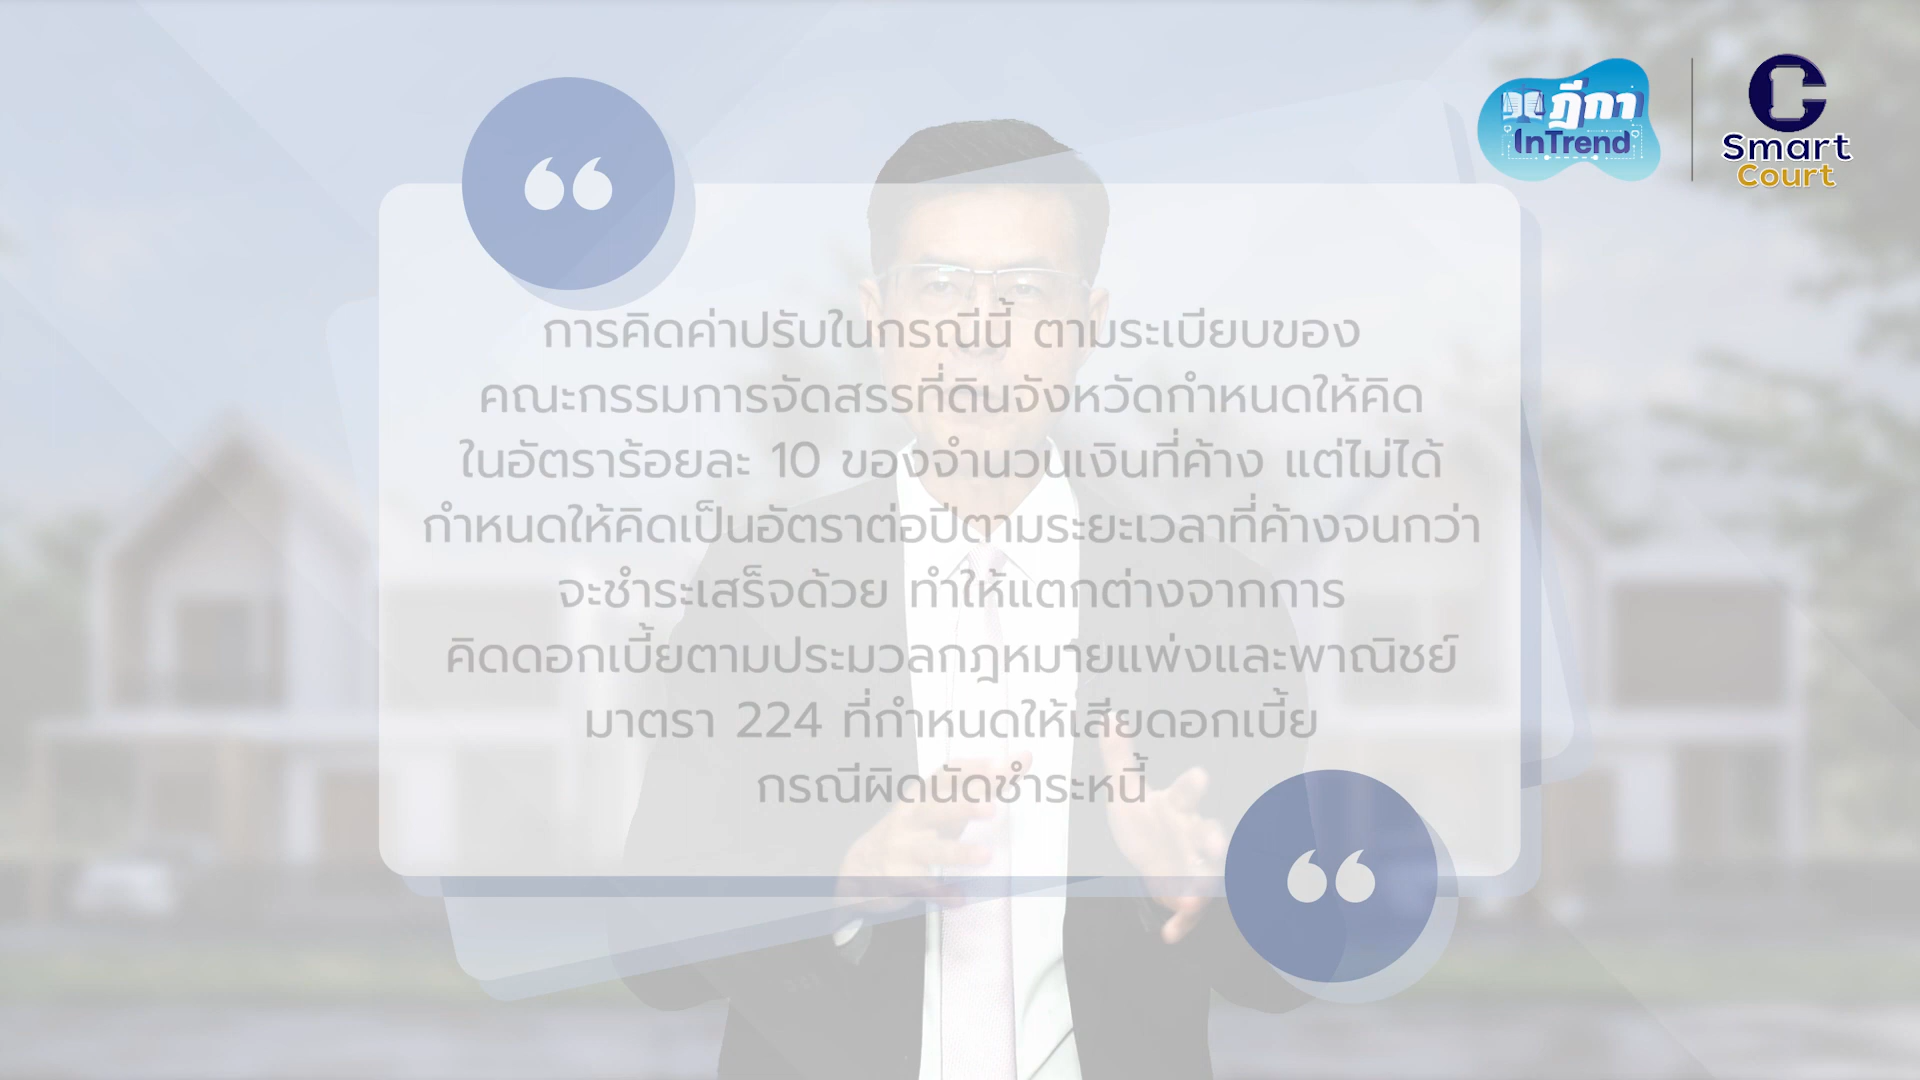 ฎีกา
InTrend
Smart
Court
การคิดค่าปรับในกรณีนี้ ตามระเบียบของ
คณะกรรมการจัดสรรที่ดินจังหวัดกำหนดให้คิด
ในอัตราร้อยละ 10 ของจำนวนเงินที่ค้าง แต่ไม่ได้
กำหนดให้คิดเป็นอัตราต่อปีตามระยะเวลาที่ค้างจนกว่า
จะชำระเสร็จด้วย ทำให้แตกต่างจากการ
คิดดอกเบี้ยตามประมวลกฎหมายแพ่งและพาณิชย์
มาตรา 224 ที่กำหนดให้เสียดอกเบี้ย
กรณีผิดนัดชำระหนี้